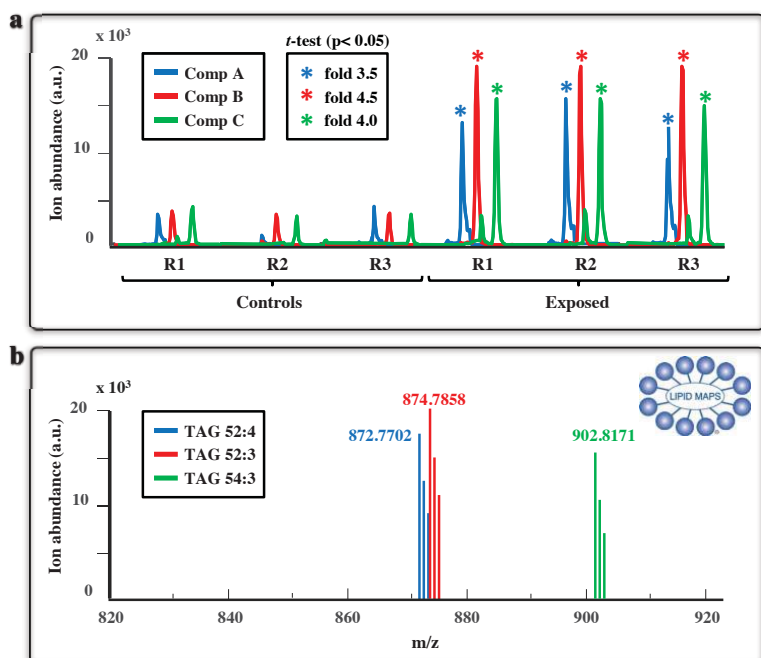 a
x 10³
20
10
0
Ion abundance (a.u.)
Comp A
Comp B
Comp C
t-test (p< 0.05)
* fold 3.5
* fold 4.5
* fold 4.0
* * * * * * * * *
R1 R2 R3 R1 R2 R3
Controls Exposed
b
x 10³
20
10
0
Ion abundance (a.u.)
TAG 52:4
TAG 52:3
TAG 54:3
874.7858
872.7702
902.8171
LIPID MAPS
®
820 840 860 880 900 920
m/z